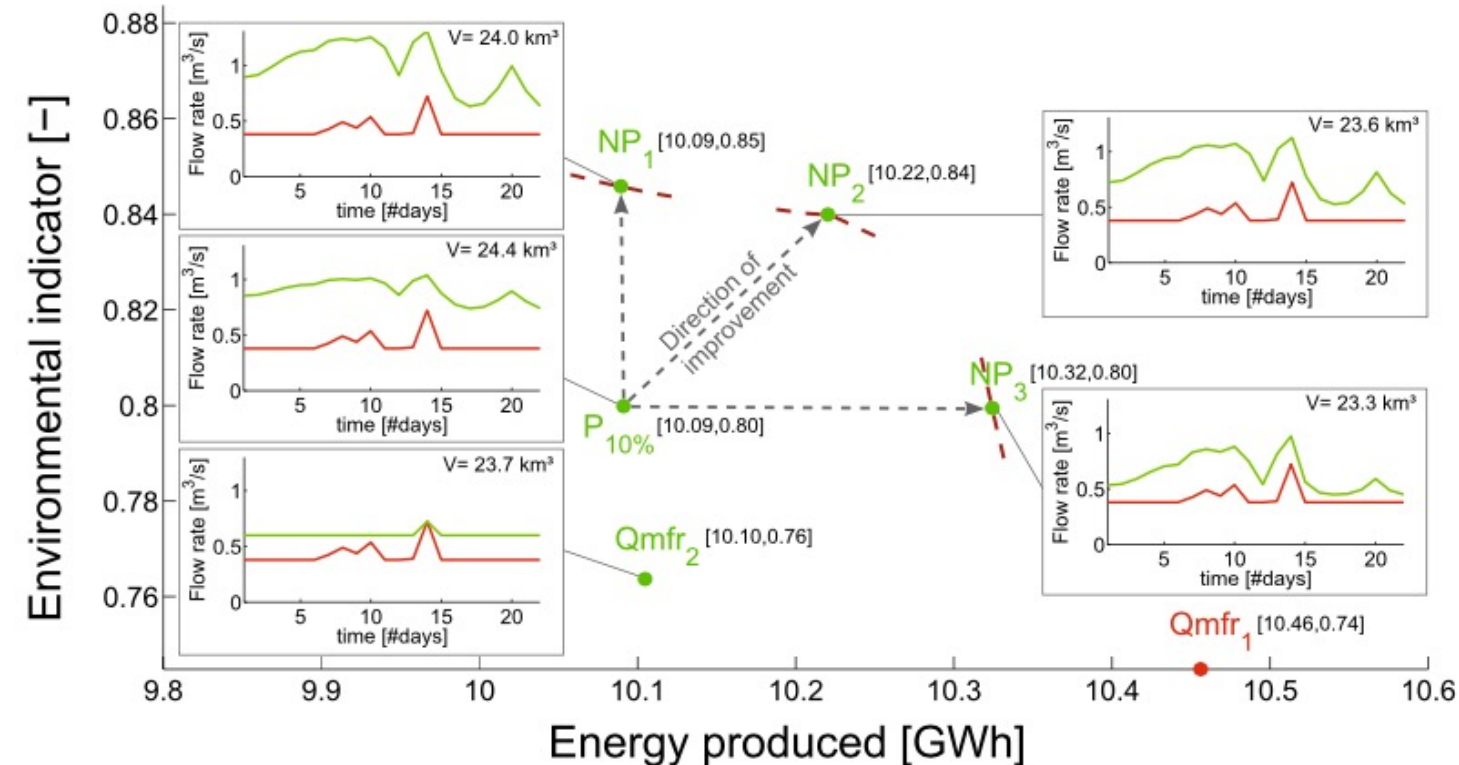 Environmental indicator [−]
0.88
0.86
0.84
0.82
0.8
0.78
0.76
9.8
9.9
10
10.1
10.2
10.3
10.4
10.5
10.6
Energy produced [GWh]
V= 24.0 km³
Flow rate [m³/s]
1
0.5
0
5
10
15
20
time [#days]
V= 24.4 km³
Flow rate [m³/s]
1
0.5
0
5
10
15
20
time [#days]
V= 23.7 km³
Flow rate [m³/s]
1
0.5
0
5
10
15
20
time [#days]
NP₁ [10.09,0.85]
NP₂ [10.22,0.84]
Direction of
improvement
P₁₀% [10.09,0.80]
NP₃ [10.32,0.80]
Qmfr₂ [10.10,0.76]
Qmfr₁ [10.46,0.74]
V= 23.6 km³
Flow rate [m³/s]
1
0.5
0
5
10
15
20
time [#days]
V= 23.3 km³
Flow rate [m³/s]
1
0.5
0
5
10
15
20
time [#days]